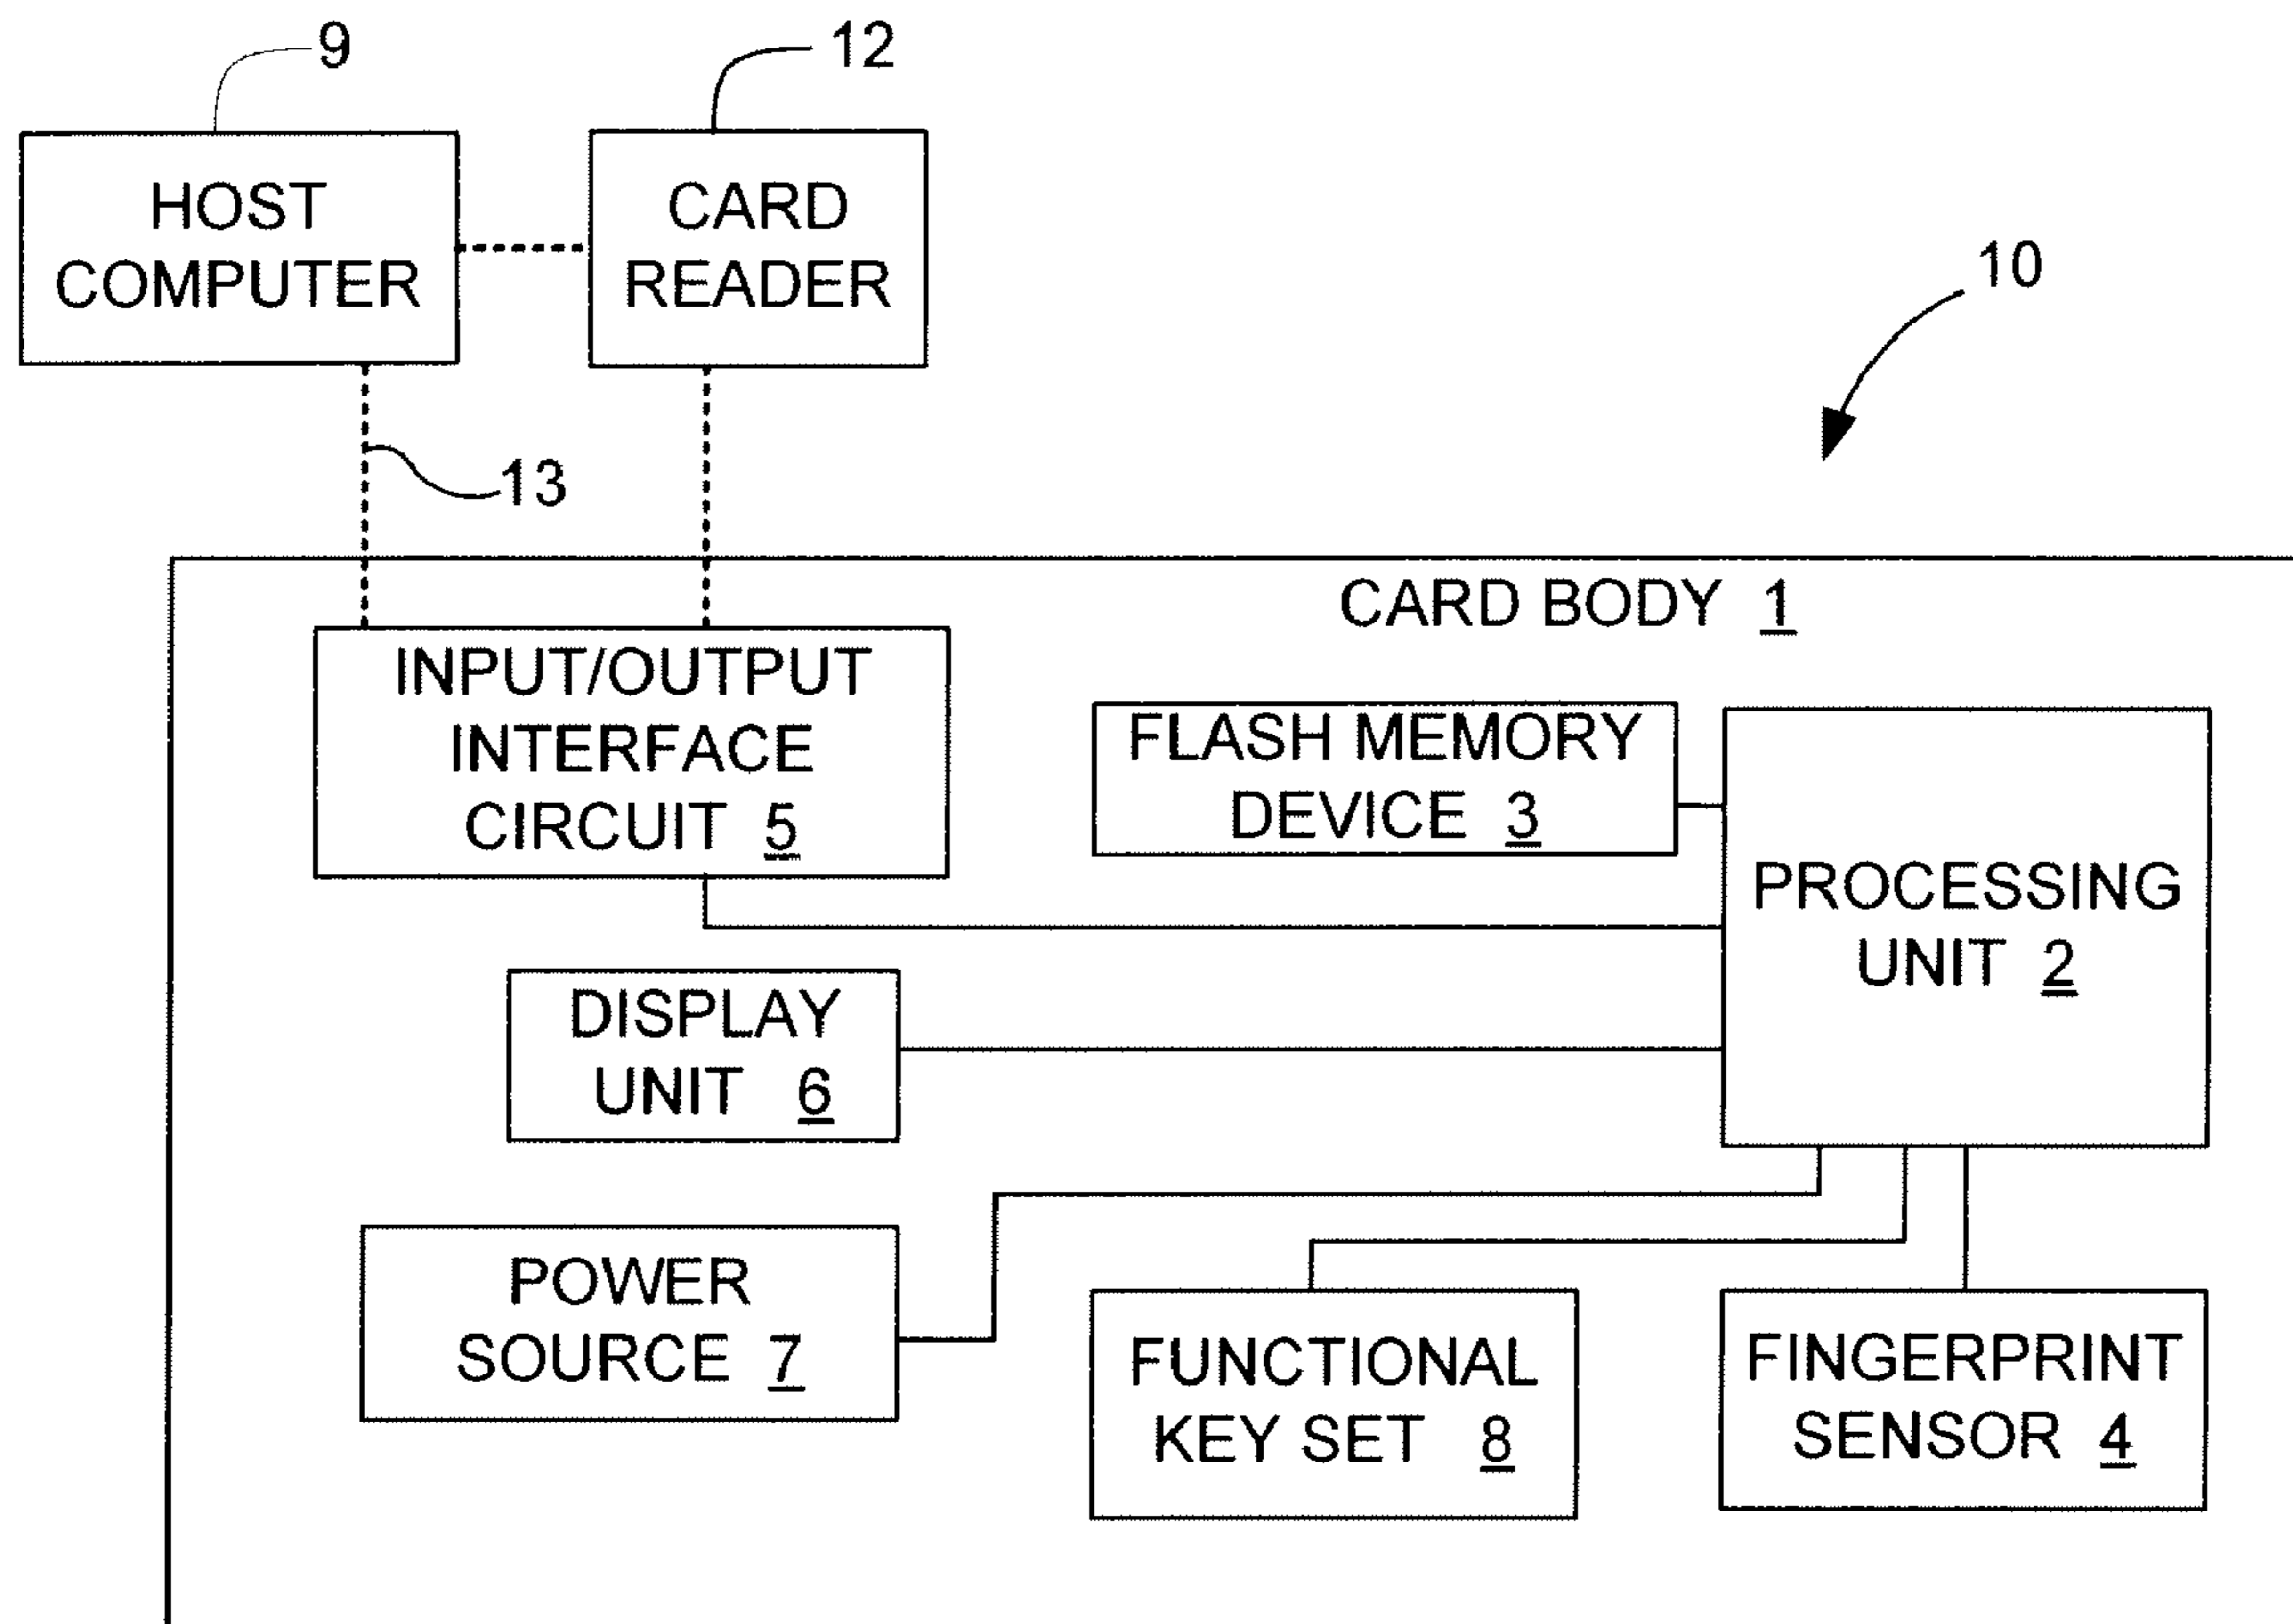 9
12
HOST
COMPUTER
CARD
READER
10
13
CARD BODY 1
INPUT/OUTPUT
INTERFACE
CIRCUIT 5
FLASH MEMORY
DEVICE 3
PROCESSING
UNIT 2
DISPLAY
UNIT 6
POWER
SOURCE 7
FUNCTIONAL
KEY SET 8
FINGERPRINT
SENSOR 4